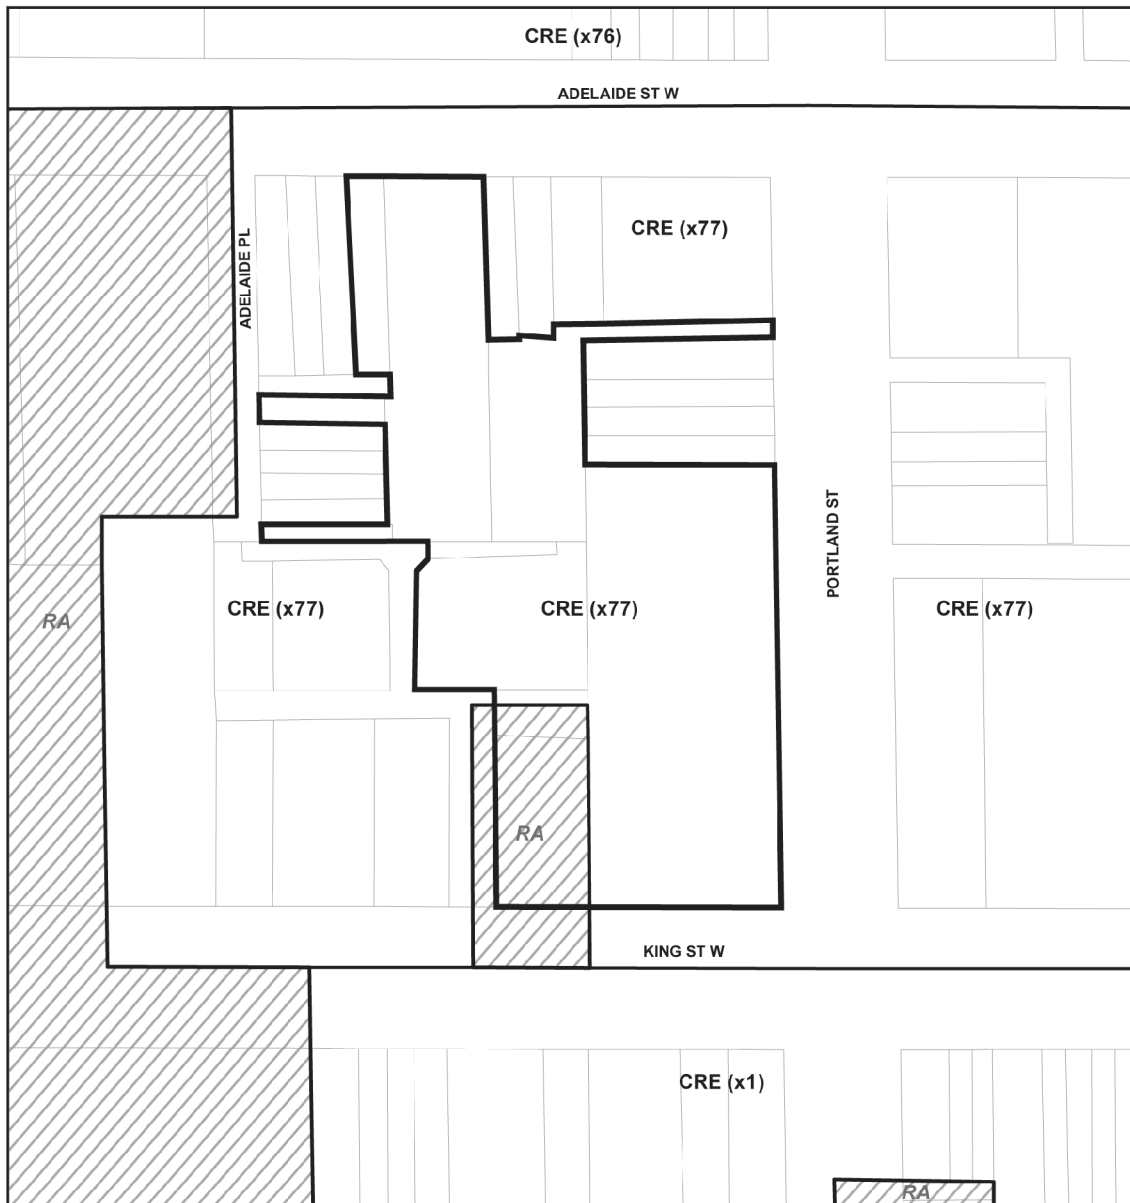 CRE (x76)
ADELAIDE ST W
CRE (x77)
ADELAIDE PL
PORTLAND ST
RA
CRE (x77)
CRE (x77)
CRE (x77)
RA
KING ST W
CRE (x1)
RA